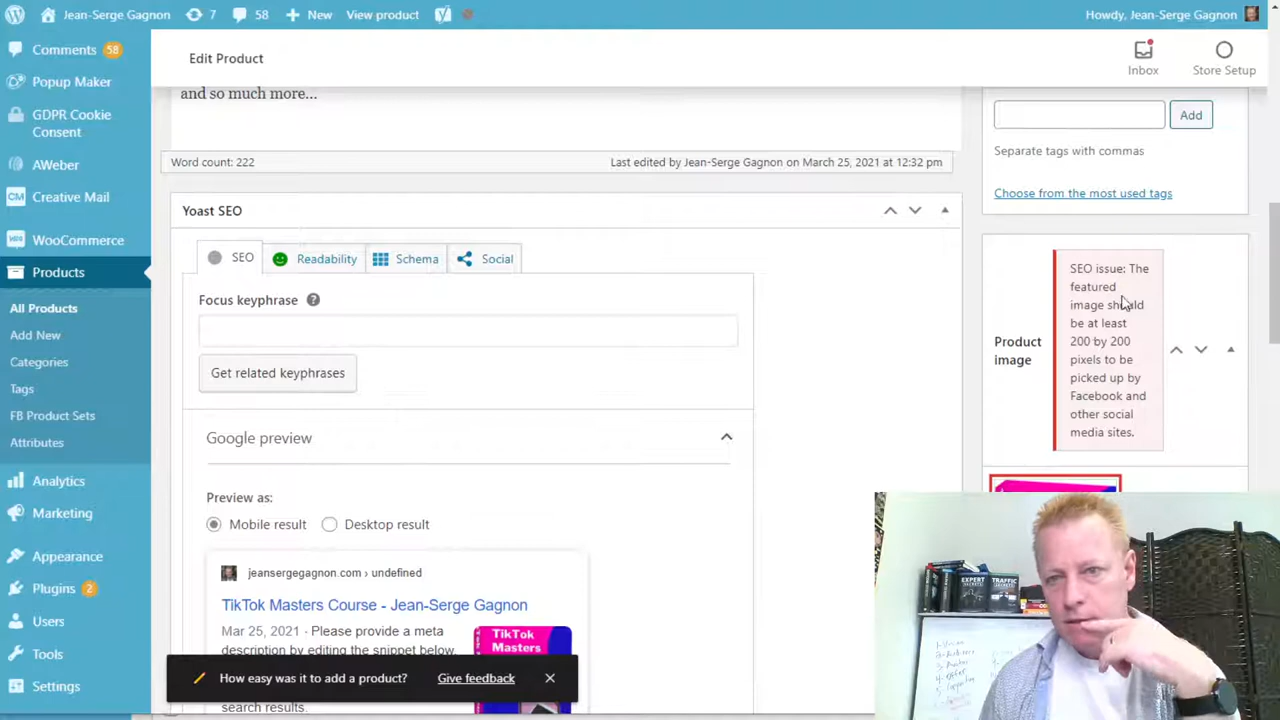 Jean-Serge Gagnon 7 58 New View product Howdy, Jean-Serge Gagnon
Comments 58
Popup Maker
GDPR Cookie
Consent
AWeber
CM Creative Mail
WooCommerce
Products
All Products
Add New
Categories
Tags
FB Product Sets
Attributes
Analytics
Marketing
Appearance
Plugins 2
Users
Tools
Settings
Edit Product
Inbox
Store Setup
and so much more...
Word count: 222
Last edited by Jean-Serge Gagnon on March 25, 2021 at 12:32 pm
Yoast SEO
SEO
Readability
Schema
Social
Focus keyphrase ?
Get related keyphrases
Google preview
Preview as:
Mobile result
Desktop result
jeansergegagnon.com › undefined
TikTok Masters Course - Jean-Serge Gagnon
Mar 25, 2021 · Please provide a meta
description by editing the snippet below.
search results.
TikTok
Masters
How easy was it to add a product? Give feedback
Add
Separate tags with commas
Choose from the most used tags
Product
image
SEO issue: The
featured
image should
be at least
200 by 200
pixels to be
picked up by
Facebook and
other social
media sites.
EXPERT
SECRETS
TRAFFIC
SECRETS